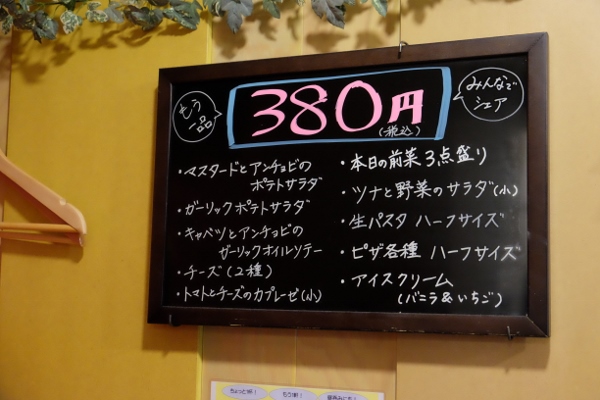 もう
一品
380円
(税込)
みんなで
シェア
・マスタードとアンチョビの
ポテトサラダ
・ガーリックポテトサラダ
・キャベツとアンチョビの
ガーリックオイルソテー
・チーズ(2種)
・トマトとチーズのカプレーゼ(小)
・本日の前菜3点盛り
・ツナと野菜のサラダ(小)
・生パスタ ハーフサイズ
・ピザ各種 ハーフサイズ
・アイスクリーム
(バニラ&いちご)